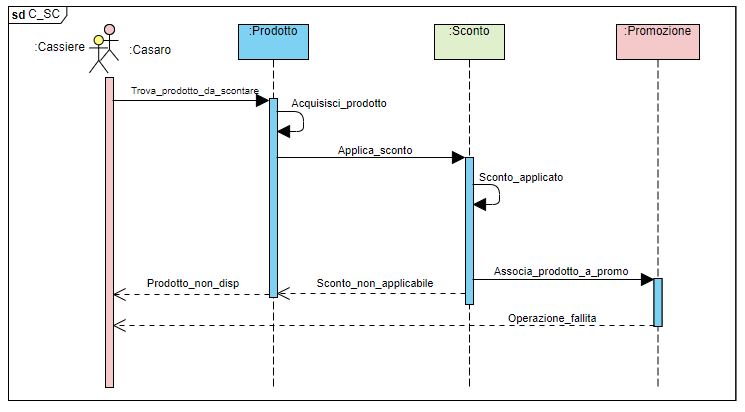 sd C_SC
:Cassiere
:Casaro
:Prodotto
:Sconto
:Promozione
Trova_prodotto_da_scontare
Acquisisci_prodotto
Applica_sconto
Sconto_applicato
Associa_prodotto_a_promo
Prodotto_non_disp
Sconto_non_applicabile
Operazione_fallita